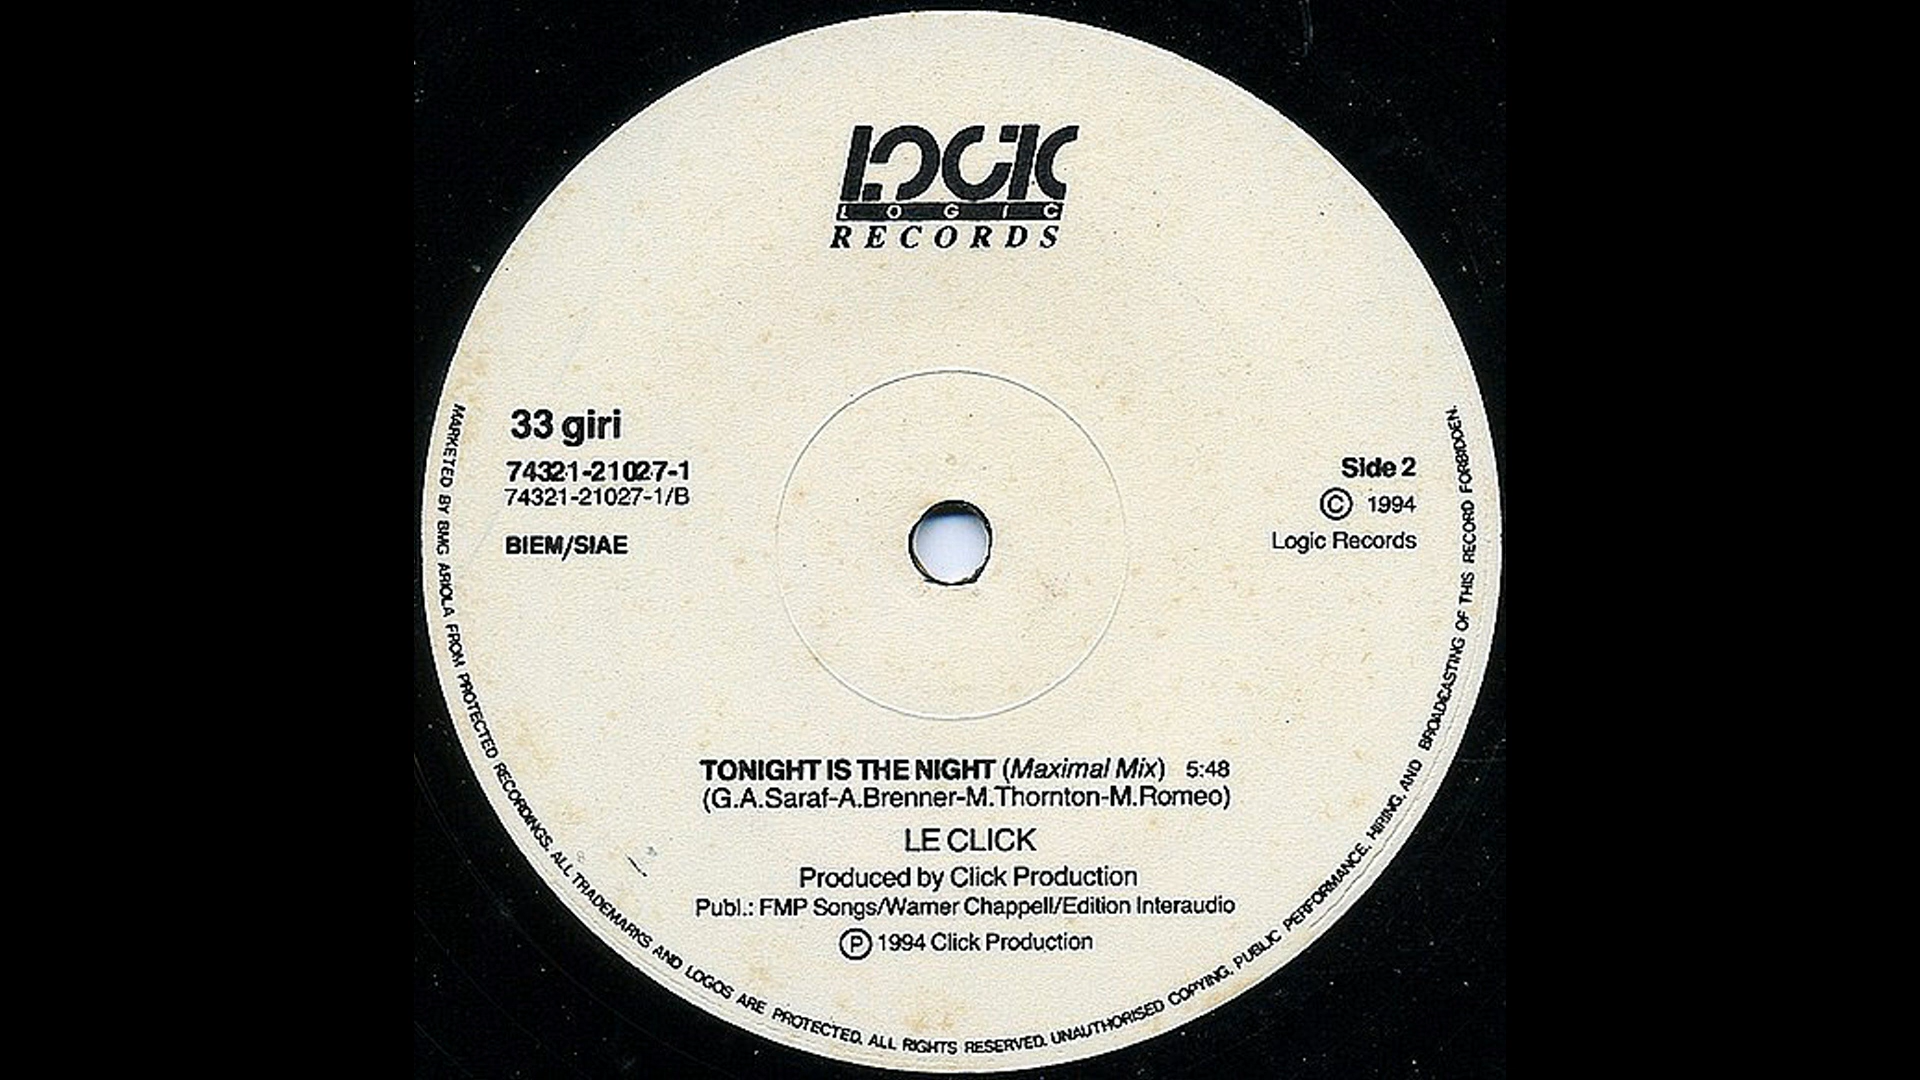 LOGIC
LOGIC
RECORDS
33 giri
74321-21027-1
74321-21027-1/B
BIEM/SIAE
Side 2
© 1994
Logic Records
TONIGHT IS THE NIGHT (Maximal Mix) 5:48
(G.A.Saraf-A.Brenner-M.Thornton-M.Romeo)
LE CLICK
Produced by Click Production
Publ.: FMP Songs/Warner Chappell/Edition Interaudio
℗ 1994 Click Production
MARKETED BY BMG ARIOLA FROM PROTECTED RECORDINGS. ALL TRADEMARKS AND LOGOS ARE PROTECTED. ALL RIGHTS RESERVED. UNAUTHORISED COPYING, PUBLIC PERFORMANCE, HIRING, AND BROADCASTING OF THIS RECORD FORBIDDEN.